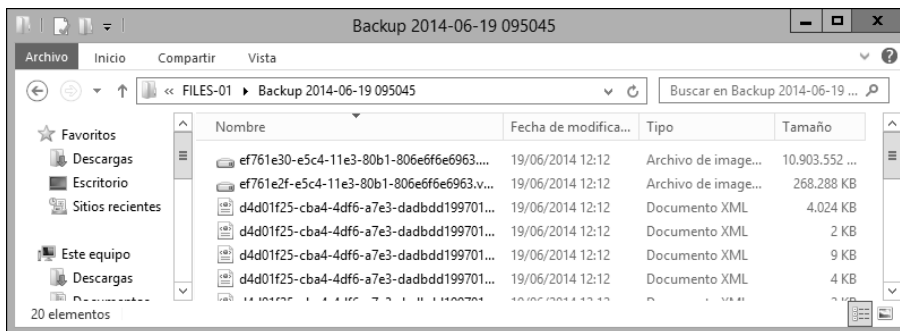 Backup 2014-06-19 095045
Archivo Inicio Compartir Vista
« FILES-01 ▸ Backup 2014-06-19 095045 Buscar en Backup 2014-06-19 ...
Favoritos
Descargas
Escritorio
Sitios recientes
Este equipo
Descargas
Nombre Fecha de modifica... Tipo Tamaño
ef761e30-e5c4-11e3-80b1-806e6f6e6963.... 19/06/2014 12:12 Archivo de image... 10.903.552 ...
ef761e2f-e5c4-11e3-80b1-806e6f6e6963.v... 19/06/2014 12:12 Archivo de image... 268.288 KB
d4d01f25-cba4-4df6-a7e3-dadbdd199701... 19/06/2014 12:12 Documento XML 4.024 KB
d4d01f25-cba4-4df6-a7e3-dadbdd199701... 19/06/2014 12:12 Documento XML 2 KB
d4d01f25-cba4-4df6-a7e3-dadbdd199701... 19/06/2014 12:12 Documento XML 9 KB
d4d01f25-cba4-4df6-a7e3-dadbdd199701... 19/06/2014 12:12 Documento XML 4 KB
20 elementos